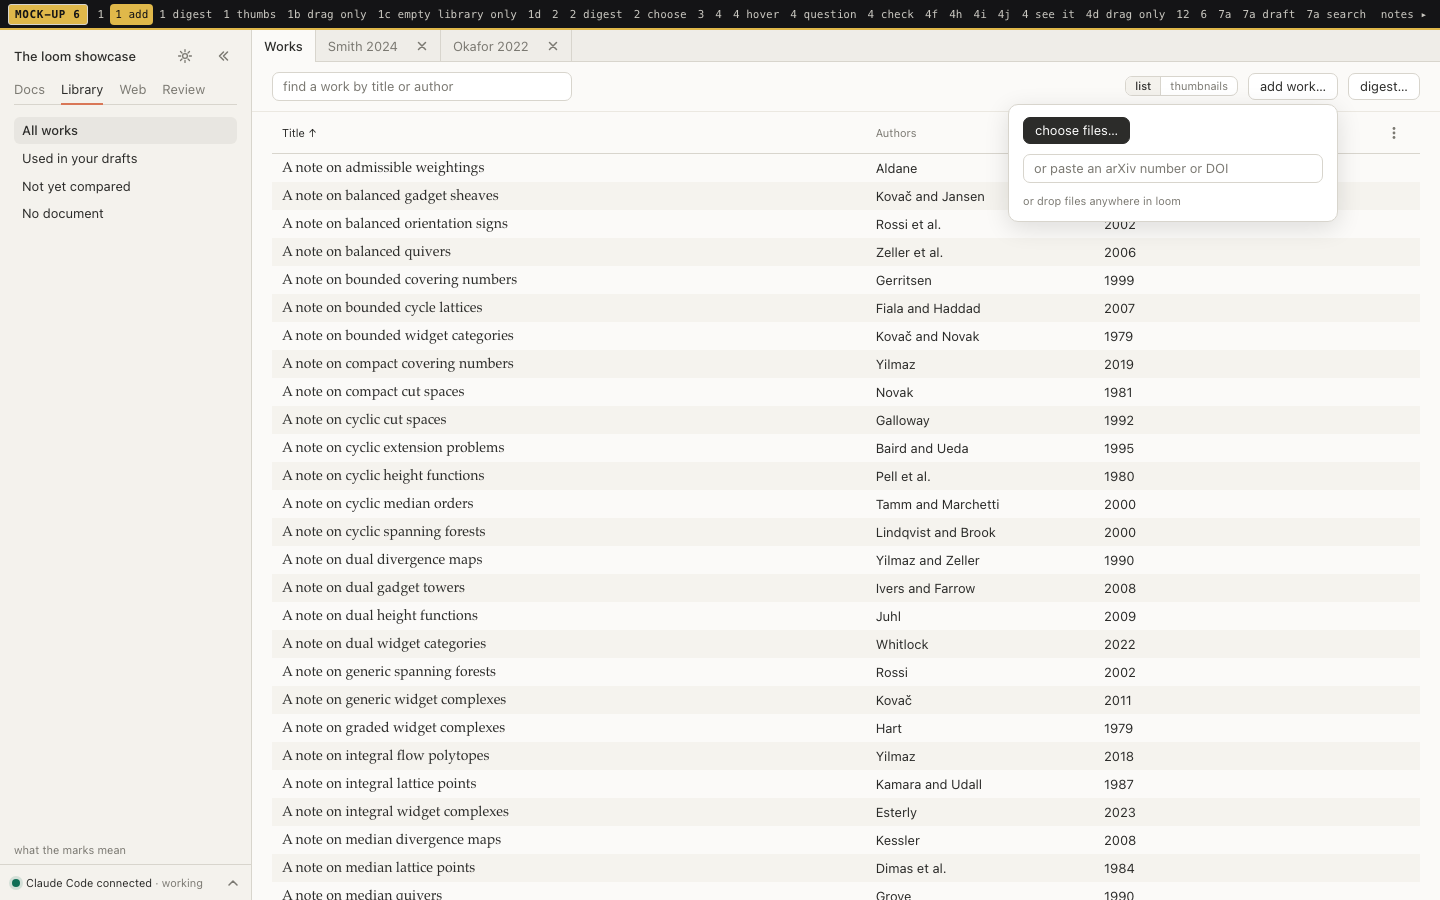 MOCK-UP 6 1 1 add 1 digest 1 thumbs 1b drag only 1c empty library only 1d 2 2 digest 2 choose 3 4 4 hover 4 question 4 check 4f 4h 4i 4j 4 see it 4d drag only 12 6 7a 7a draft 7a search notes ▸
The loom showcase
Docs Library Web Review
All works
Used in your drafts
Not yet compared
No document
what the marks mean
Claude Code connected · working
Works Smith 2024 Okafor 2022
find a work by title or author
list thumbnails add work... digest...
choose files...
or paste an arXiv number or DOI
or drop files anywhere in loom
Title ↑ Authors
A note on admissible weightings Aldane
A note on balanced gadget sheaves Kovač and Jansen
A note on balanced orientation signs Rossi et al. 2002
A note on balanced quivers Zeller et al. 2006
A note on bounded covering numbers Gerritsen 1999
A note on bounded cycle lattices Fiala and Haddad 2007
A note on bounded widget categories Kovač and Novak 1979
A note on compact covering numbers Yilmaz 2019
A note on compact cut spaces Novak 1981
A note on cyclic cut spaces Galloway 1992
A note on cyclic extension problems Baird and Ueda 1995
A note on cyclic height functions Pell et al. 1980
A note on cyclic median orders Tamm and Marchetti 2000
A note on cyclic spanning forests Lindqvist and Brook 2000
A note on dual divergence maps Yilmaz and Zeller 1990
A note on dual gadget towers Ivers and Farrow 2008
A note on dual height functions Juhl 2009
A note on dual widget categories Whitlock 2022
A note on generic spanning forests Rossi 2002
A note on generic widget complexes Kovač 2011
A note on graded widget complexes Hart 1979
A note on integral flow polytopes Yilmaz 2018
A note on integral lattice points Kamara and Udall 1987
A note on integral widget complexes Esterly 2023
A note on median divergence maps Kessler 2008
A note on median lattice points Dimas et al. 1984
A note on median quivers Grove 1990